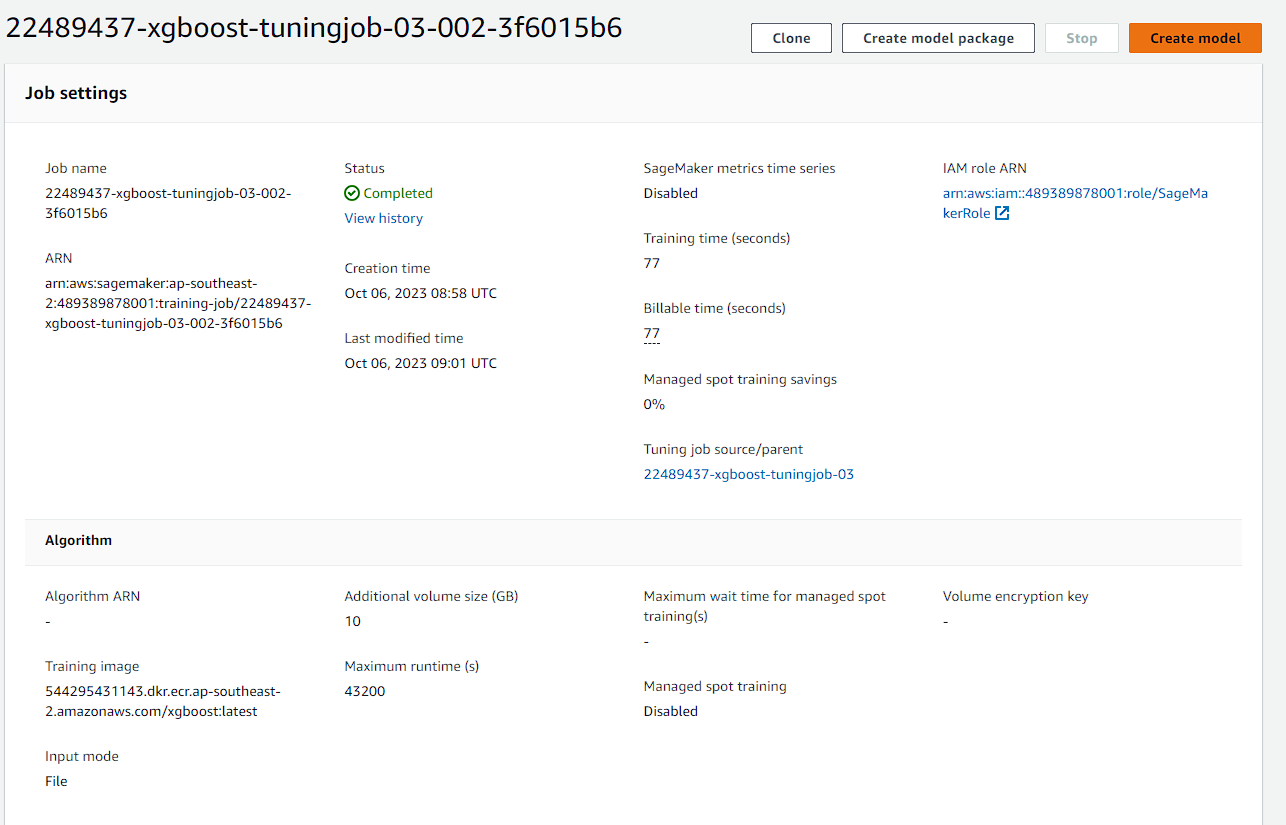 22489437-xgboost-tuningjob-03-002-3f6015b6
Clone
Create model package
Stop
Create model
Job settings
Job name
22489437-xgboost-tuningjob-03-002-
3f6015b6
ARN
arn:aws:sagemaker:ap-southeast-
2:489389878001:training-job/22489437-
xgboost-tuningjob-03-002-3f6015b6
Status
Completed
View history
Creation time
Oct 06, 2023 08:58 UTC
Last modified time
Oct 06, 2023 09:01 UTC
SageMaker metrics time series
Disabled
Training time (seconds)
77
Billable time (seconds)
77
Managed spot training savings
0%
Tuning job source/parent
22489437-xgboost-tuningjob-03
IAM role ARN
arn:aws:iam::489389878001:role/SageMa
kerRole
Algorithm
Algorithm ARN
-
Training image
544295431143.dkr.ecr.ap-southeast-
2.amazonaws.com/xgboost:latest
Input mode
File
Additional volume size (GB)
10
Maximum runtime (s)
43200
Maximum wait time for managed spot
training(s)
-
Managed spot training
Disabled
Volume encryption key
-